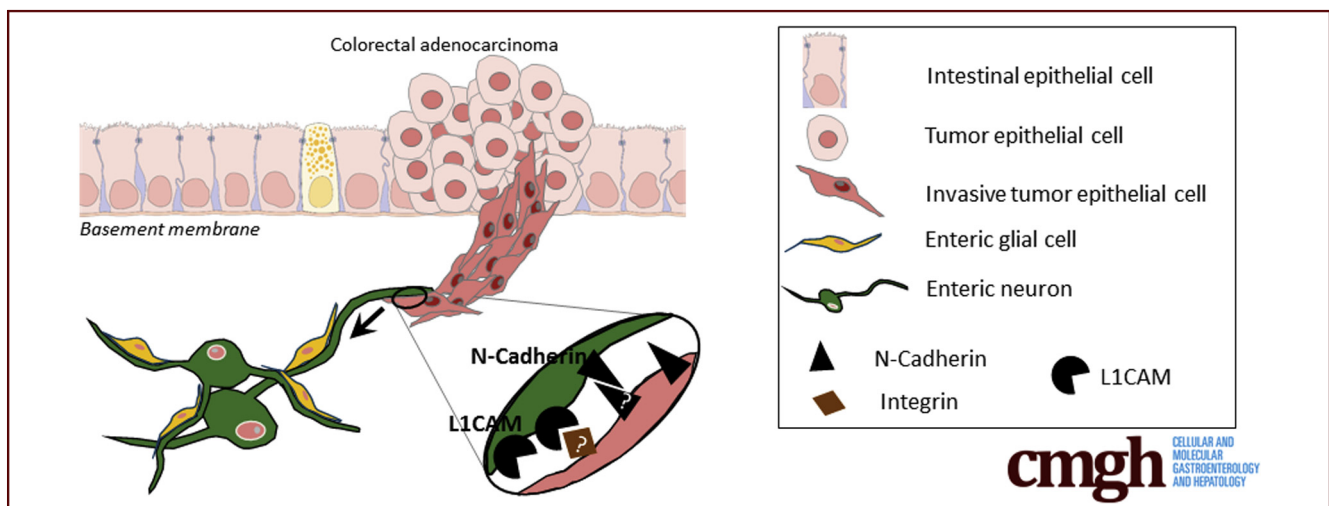 Colorectal adenocarcinoma
Basement membrane
N-Cadherin
?
L1CAM
?
Intestinal epithelial cell
Tumor epithelial cell
Invasive tumor epithelial cell
Enteric glial cell
Enteric neuron
N-Cadherin
L1CAM
Integrin
cmgh
CELLULAR AND
MOLECULAR
GASTROENTEROLOGY
AND HEPATOLOGY